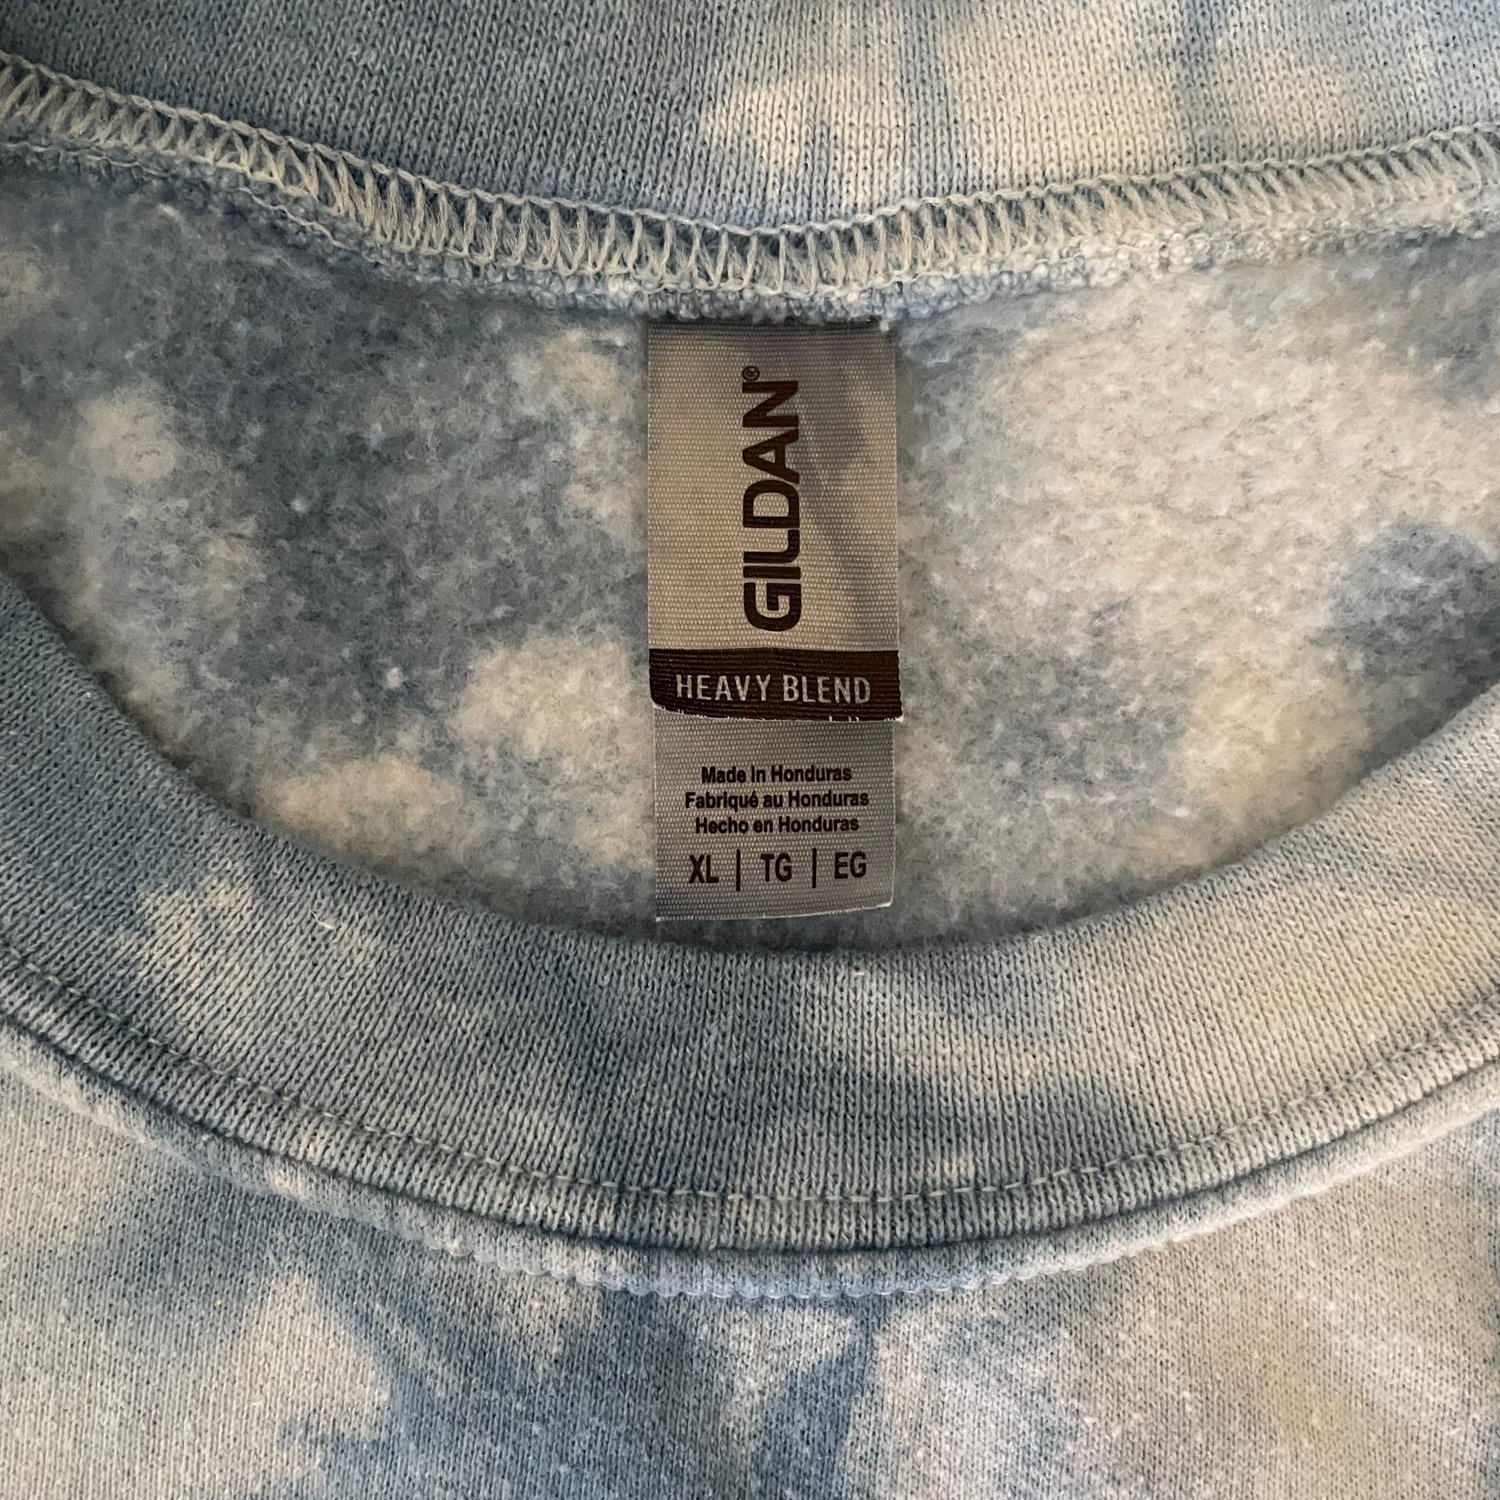 GILDAN®
HEAVY BLEND
Made in Honduras
Fabriqué au Honduras
Hecho en Honduras
XL | TG | EG